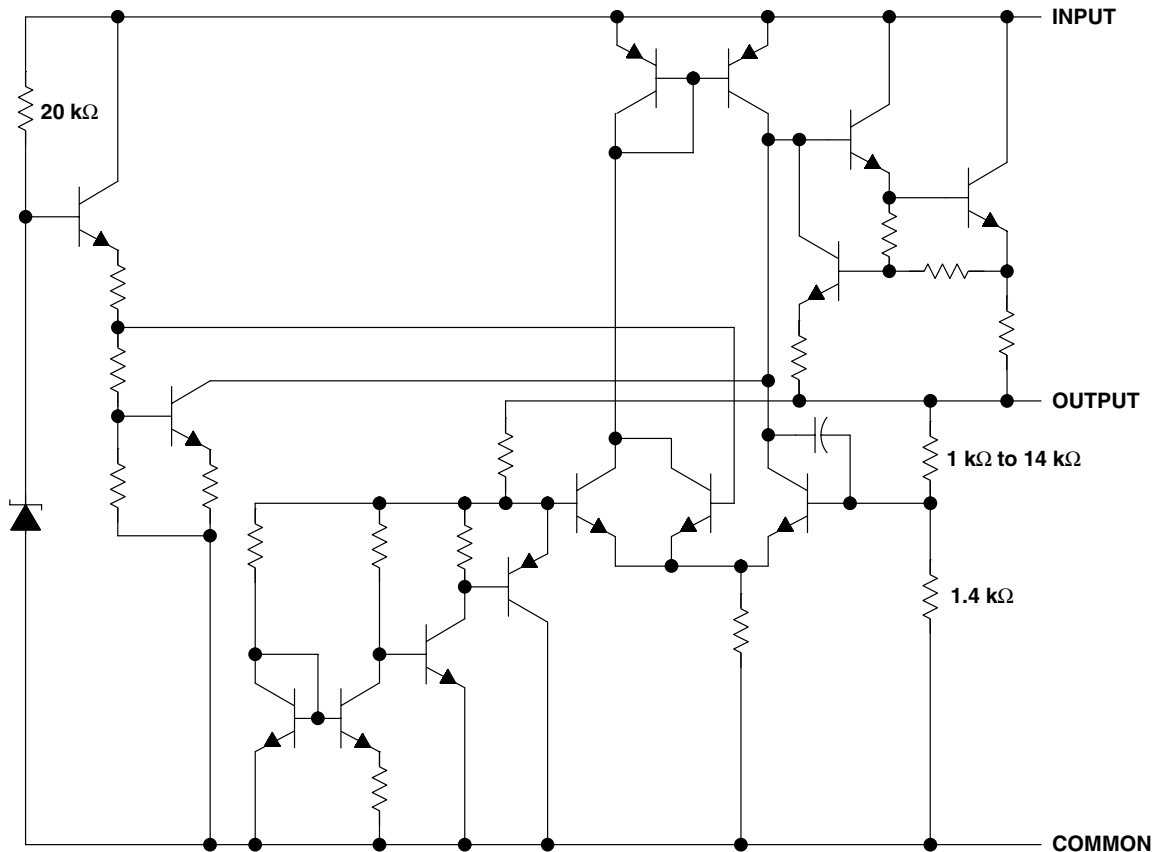 INPUT
20 kΩ
OUTPUT
1 kΩ to 14 kΩ
1.4 kΩ
COMMON